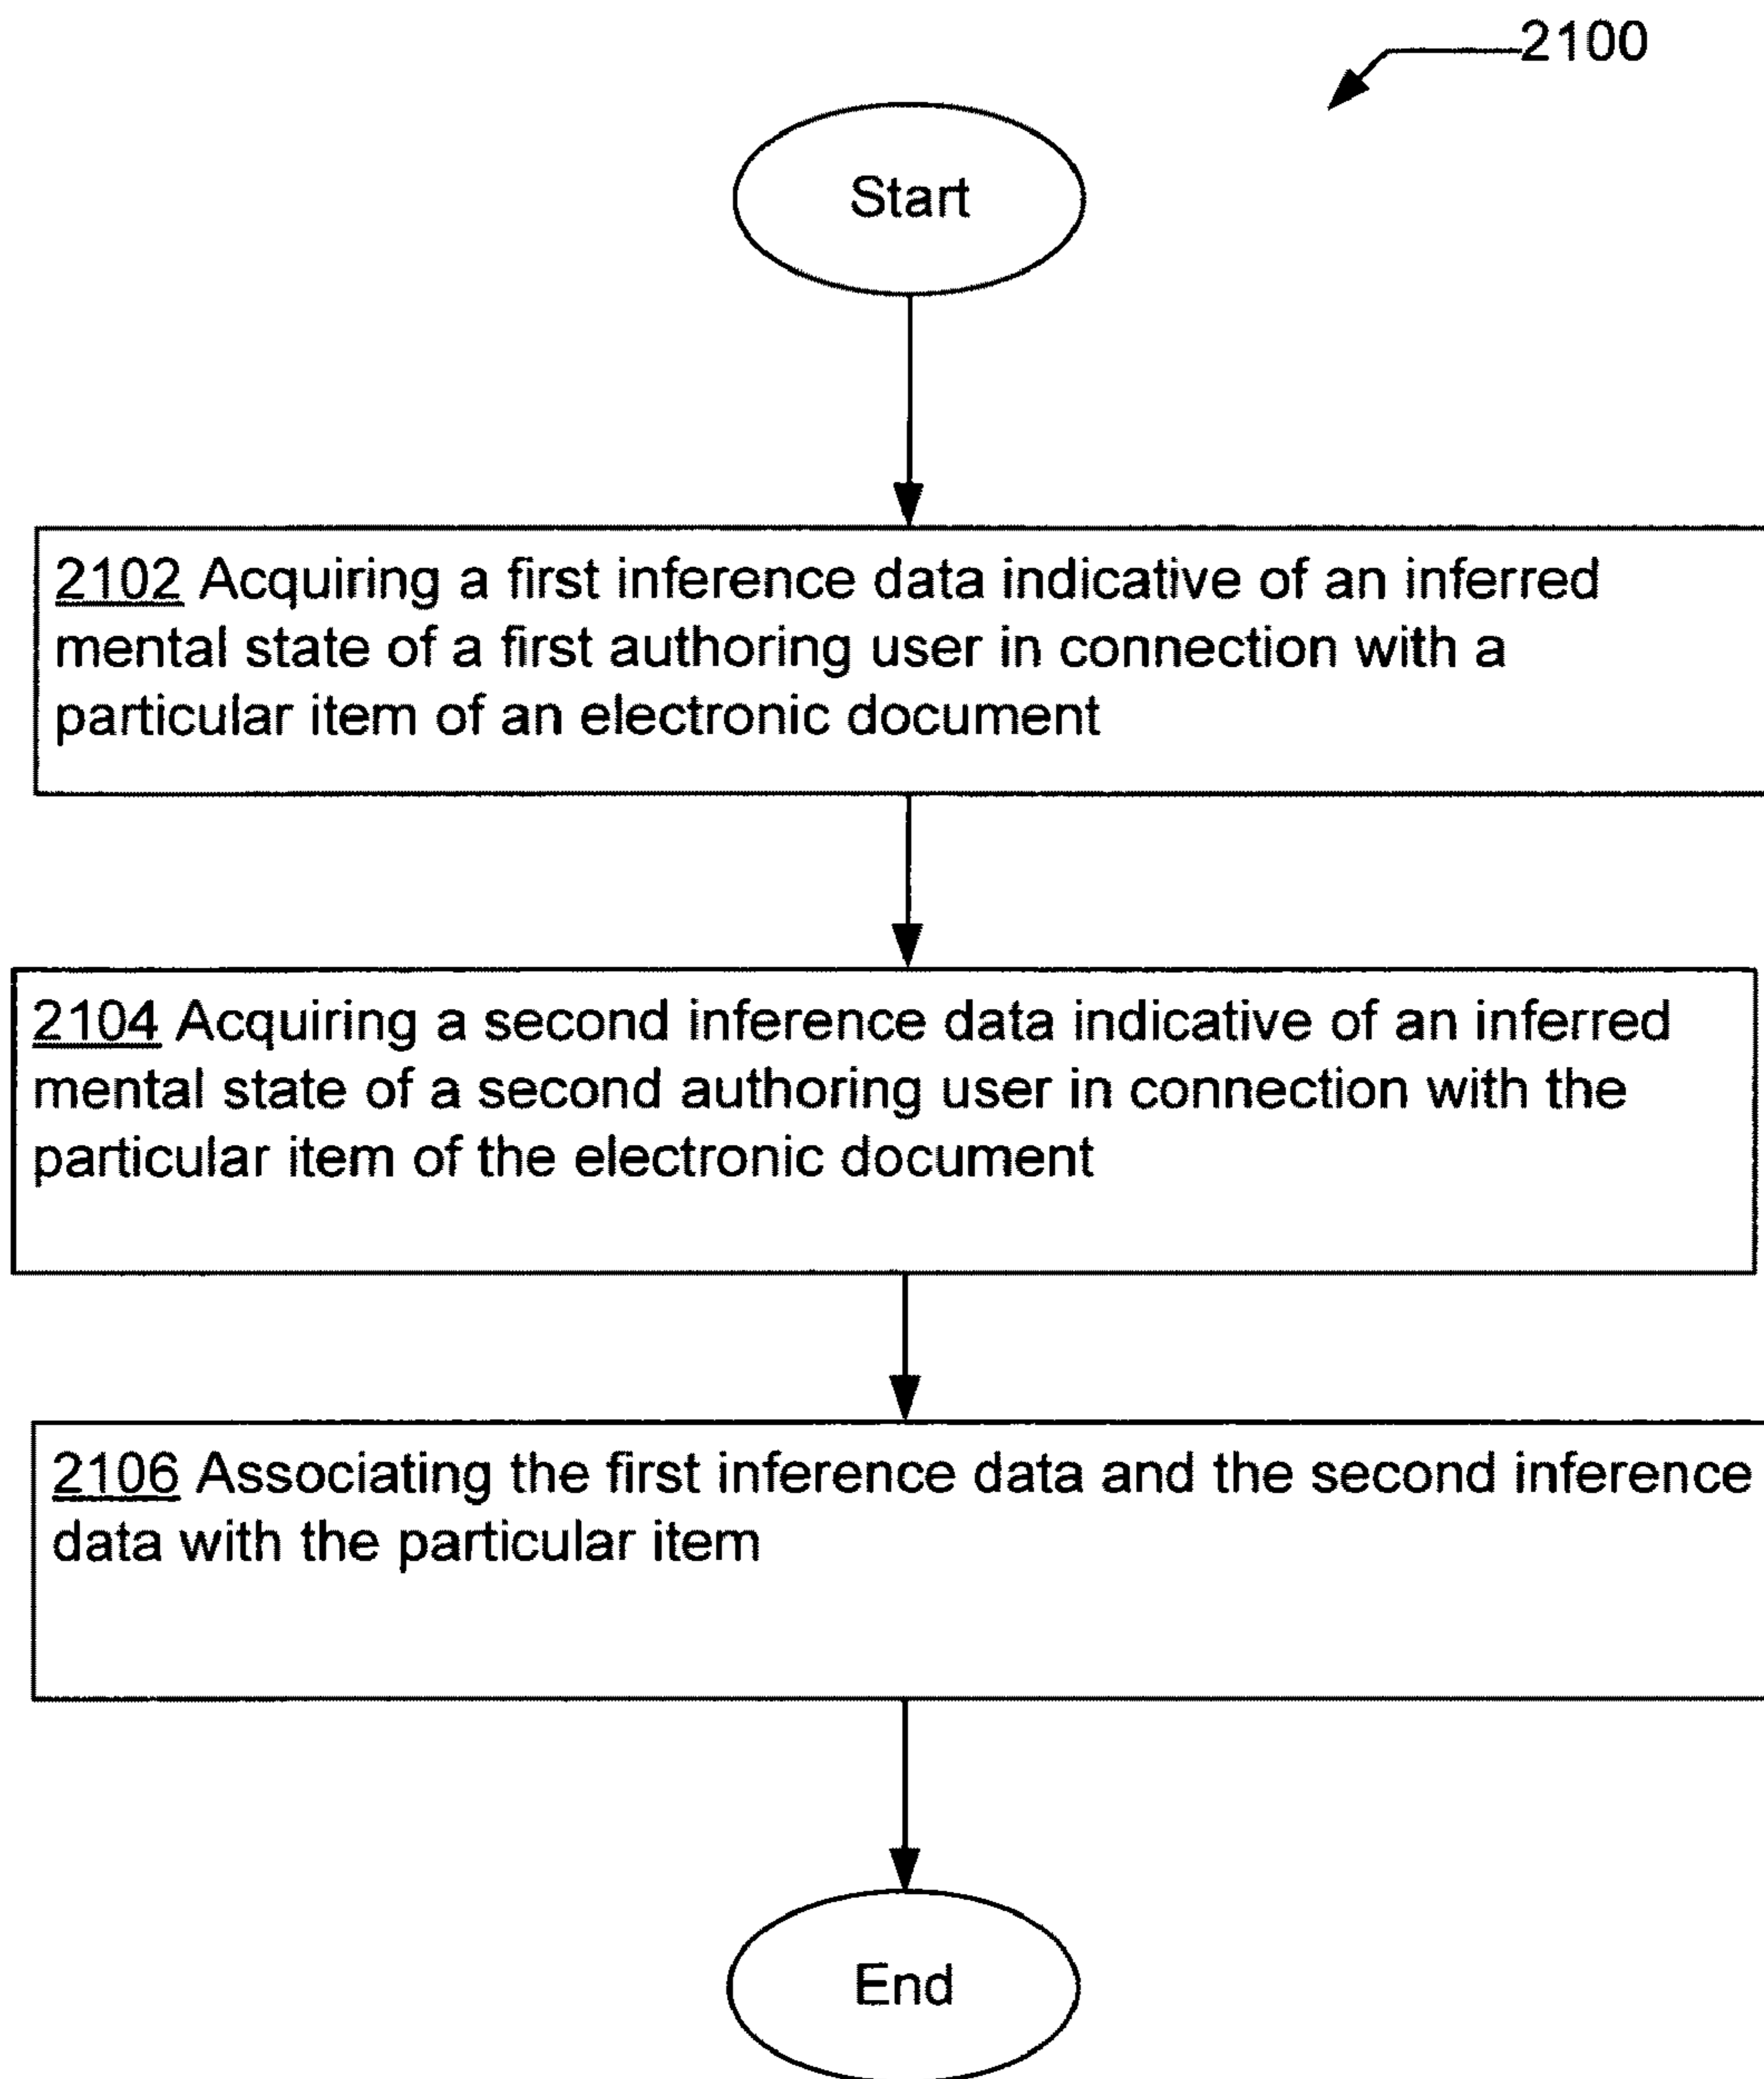 2100
Start
2102 Acquiring a first inference data indicative of an inferred
mental state of a first authoring user in connection with a
particular item of an electronic document
2104 Acquiring a second inference data indicative of an inferred
mental state of a second authoring user in connection with the
particular item of the electronic document
2106 Associating the first inference data and the second inference
data with the particular item
End